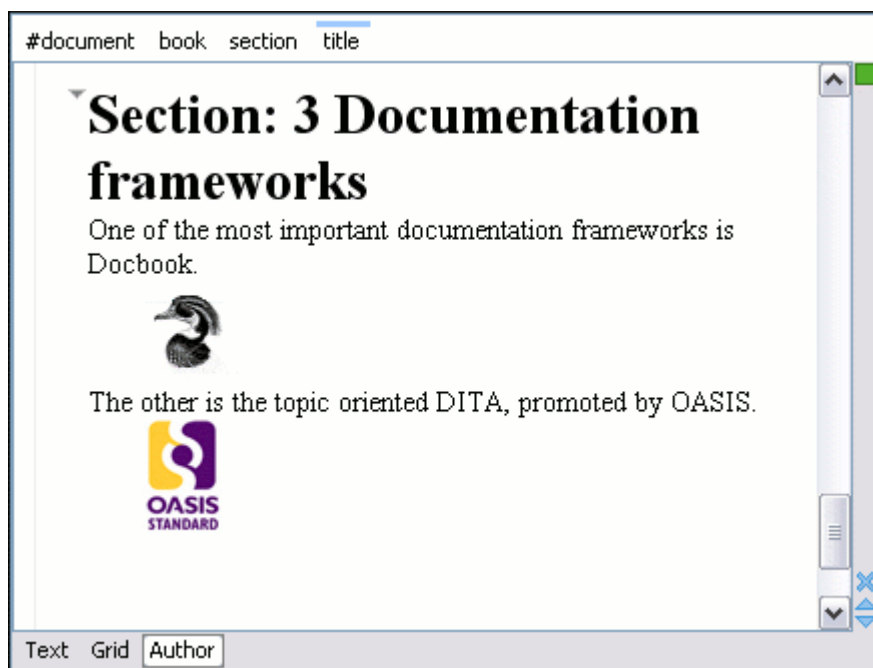 #document book section title
Section: 3 Documentation
frameworks
One of the most important documentation frameworks is
Docbook.
The other is the topic oriented DITA, promoted by OASIS.
OASIS
STANDARD
Text Grid Author